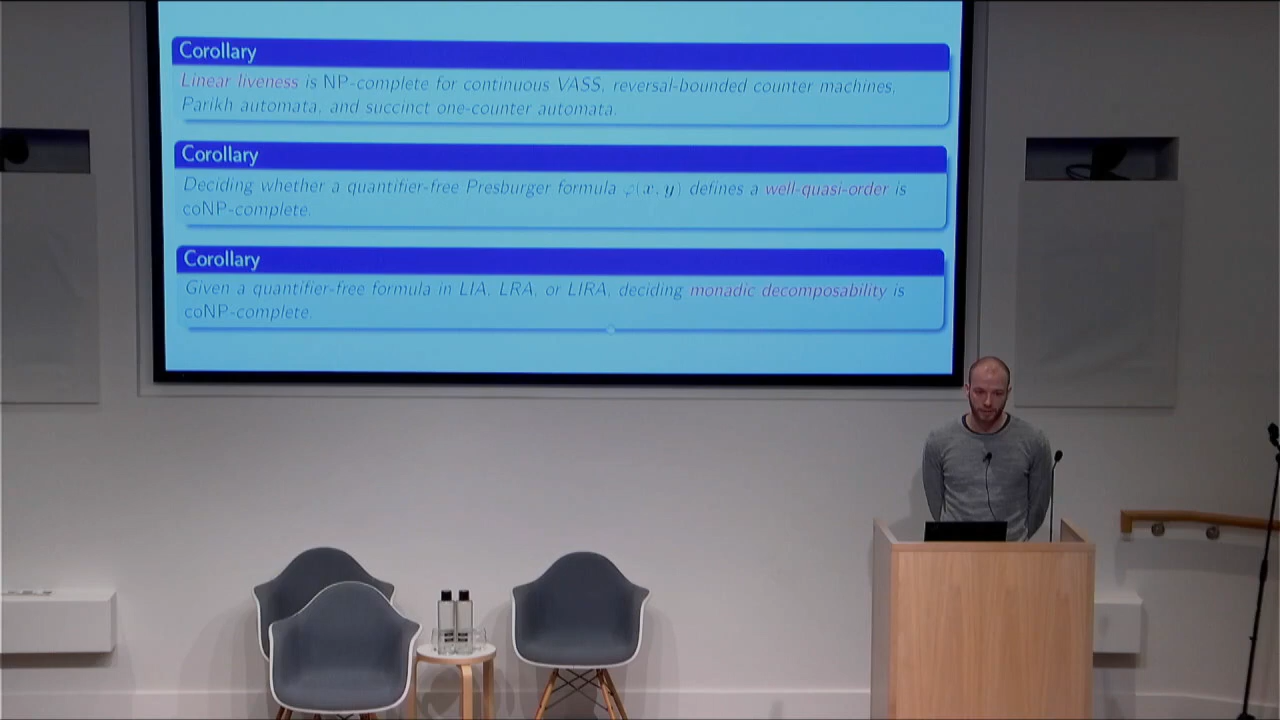 Corollary
Linear liveness is NP-complete for continuous VASS, reversal-bounded counter machines,
Parikh automata, and succinct one-counter automata.
Corollary
Deciding whether a quantifier-free Presburger formula φ(x, y) defines a well-quasi-order is
coNP-complete.
Corollary
Given a quantifier-free formula in LIA, LRA, or LIRA, deciding monadic decomposability is
coNP-complete.